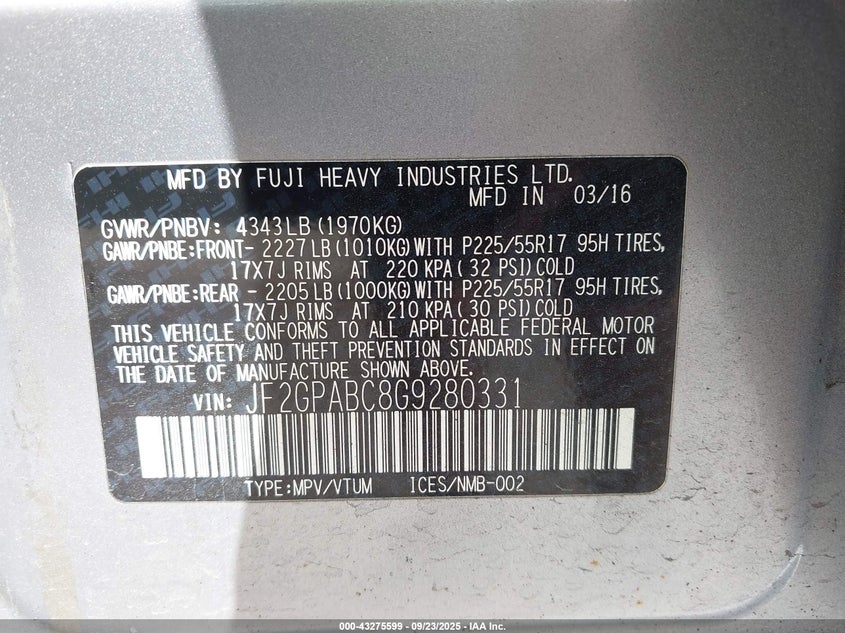 MFD BY FUJI HEAVY INDUSTRIES LTD.
MFD IN 03/16
GVWR/PNBV: 4343LB(1970KG)
GAWR/PNBE:FRONT- 2227LB(1010KG)WITH P225/55R17 95H TIRES,
17X7J RIMS AT 220 KPA(32 PSI)COLD
GAWR/PNBE:REAR - 2205LB(1000KG)WITH P225/55R17 95H TIRES,
17X7J RIMS AT 210 KPA(30 PSI)COLD
THIS VEHICLE CONFORMS TO ALL APPLICABLE FEDERAL MOTOR
VEHICLE SAFETY AND THEFT PREVENTION STANDARDS IN EFFECT ON
THE DATE OF MANUFACTURE SHOWN ABOVE.
VIN: JF2GPABC8G9280331
TYPE:MPV/VTUM ICES/NMB-002
000-43275599 - 09/23/2025 - IAA Inc.